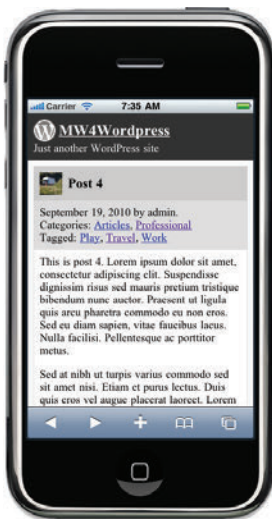 Carrier 7:35 AM
MW4Wordpress
Just another WordPress site
Post 4
September 19, 2010 by admin.
Categories: Articles, Professional
Tagged: Play, Travel, Work
This is post 4. Lorem ipsum dolor sit amet,
consectetur adipiscing elit. Suspendisse
dignissim risus sed mauris pretium tristique
bibendum nunc auctor. Praesent ut ligula
quis arcu pharetra commodo eu non eros.
Sed eu diam sapien, vitae faucibus lacus.
Nulla facilisi. Pellentesque ac porttitor
metus.
Sed at nibh ut turpis varius commodo sed
sit amet nisi. Etiam et purus lectus. Duis
quis eros vel augue placerat laoreet. Lorem